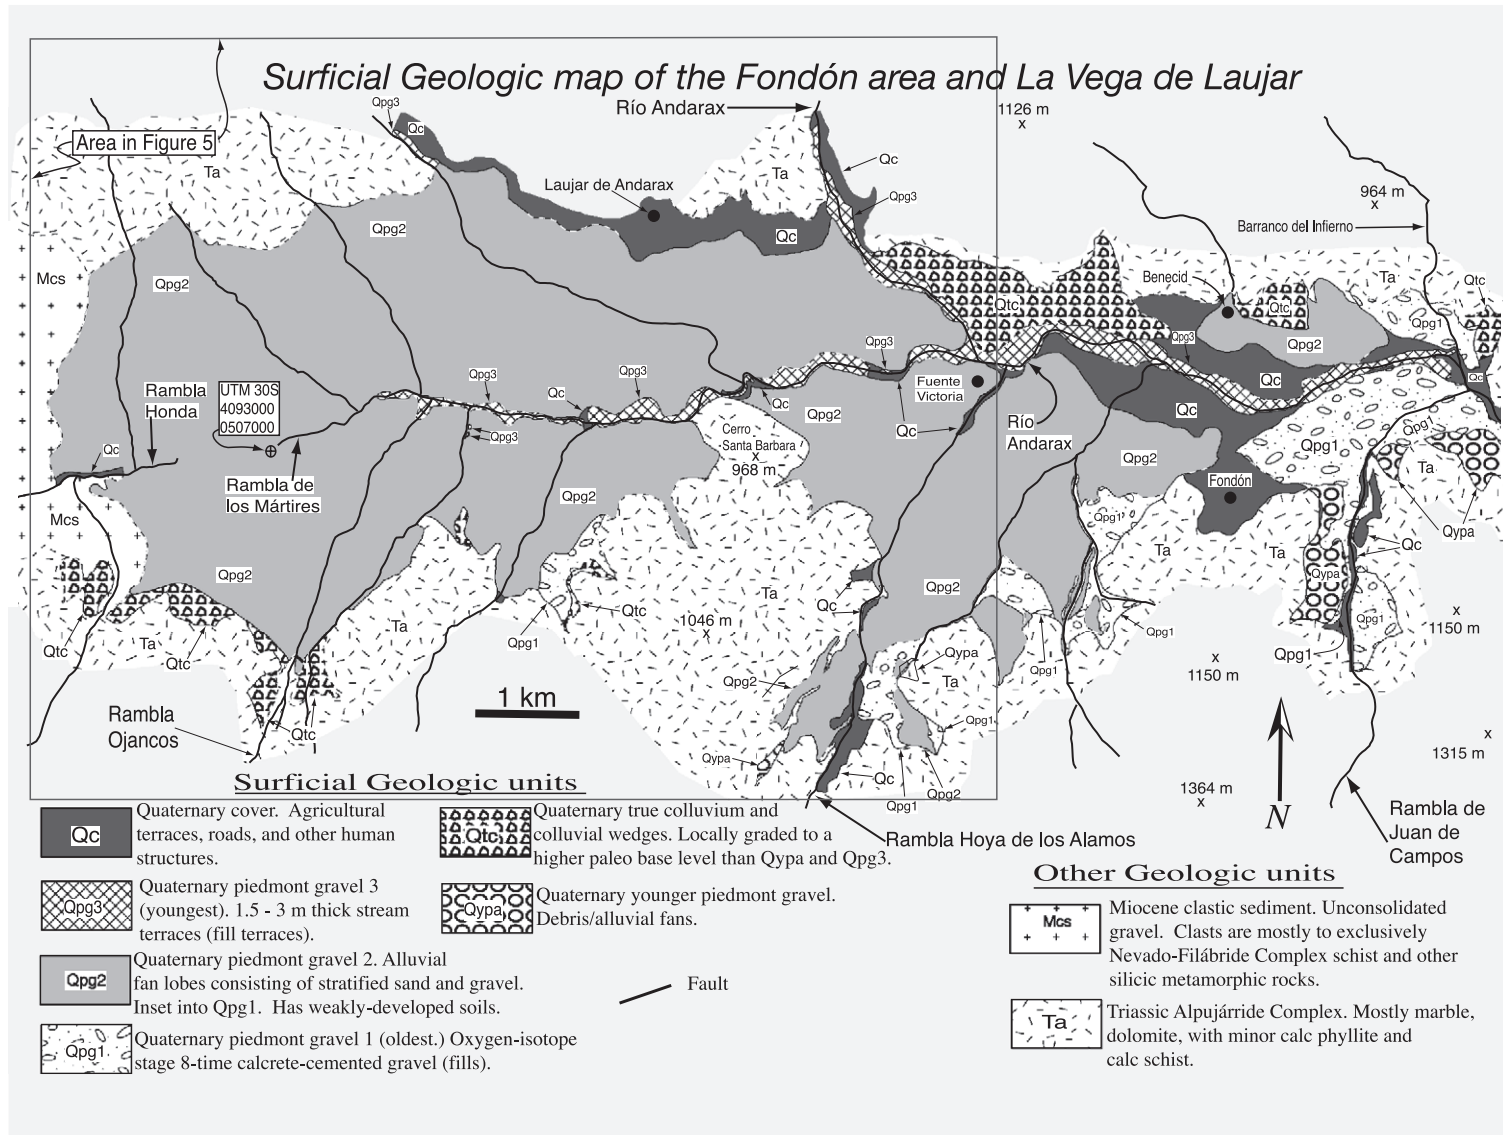 Surficial Geologic map of the Fondón area and La Vega de Laujar
Qpg3
Río Andarax
1126 m
x
Area in Figure 5
Qc
Ta
Ta
Qc
Laujar de Andarax
Qpg3
964 m
x
Barranco del Infierno
Qpg2
Qc
Mcs
Qpg2
Benecid
Ta
Qtc
Qtc
Qtc
Qpg1
Qpg3
Qpg3
Qpg2
Qpg3
Qpg3
Rambla
Honda
UTM 30S
4093000
0507000
Qc
Qc
Qpg2
Fuente
Victoria
Qc
Qc
Qc
Qpg3
Cerro
Santa Barbara
x
968 m
Qc
Río
Andarax
Qpg1
Qpg1
Qc
Rambla de
los Mártires
Qpg2
Qpg2
Fondón
Ta
Mcs
Qpg1
Qypa
Ta
Ta
Qc
Qpg2
Ta
Qpg2
Qypa
Qtc
Qc
1046 m
x
x
1150 m
Qtc
Ta
Qtc
Ta
Qpg1
Qpg1
Qpg1
Qpg1
Qpg1
Qypa
x
1150 m
Qpg2
Ta
1 km
Rambla
Ojancos
Qtc
Qpg1
x
1315 m
Qypa
Qc
Qpg1
Qpg2
1364 m
x
N
Rambla de
Juan de
Campos
Rambla Hoya de los Alamos
Surficial Geologic units
Qc
Quaternary cover. Agricultural
terraces, roads, and other human
structures.
Qpg3
Quaternary piedmont gravel 3
(youngest). 1.5 - 3 m thick stream
terraces (fill terraces).
Qpg2
Quaternary piedmont gravel 2. Alluvial
fan lobes consisting of stratified sand and gravel.
Inset into Qpg1. Has weakly-developed soils.
Qpg1
Quaternary piedmont gravel 1 (oldest.) Oxygen-isotope
stage 8-time calcrete-cemented gravel (fills).
Qtc
Quaternary true colluvium and
colluvial wedges. Locally graded to a
higher paleo base level than Qypa and Qpg3.
Qypa
Quaternary younger piedmont gravel.
Debris/alluvial fans.
Fault
Other Geologic units
Mcs
Miocene clastic sediment. Unconsolidated
gravel. Clasts are mostly to exclusively
Nevado-Filábride Complex schist and other
silicic metamorphic rocks.
Ta
Triassic Alpujárride Complex. Mostly marble,
dolomite, with minor calc phyllite and
calc schist.